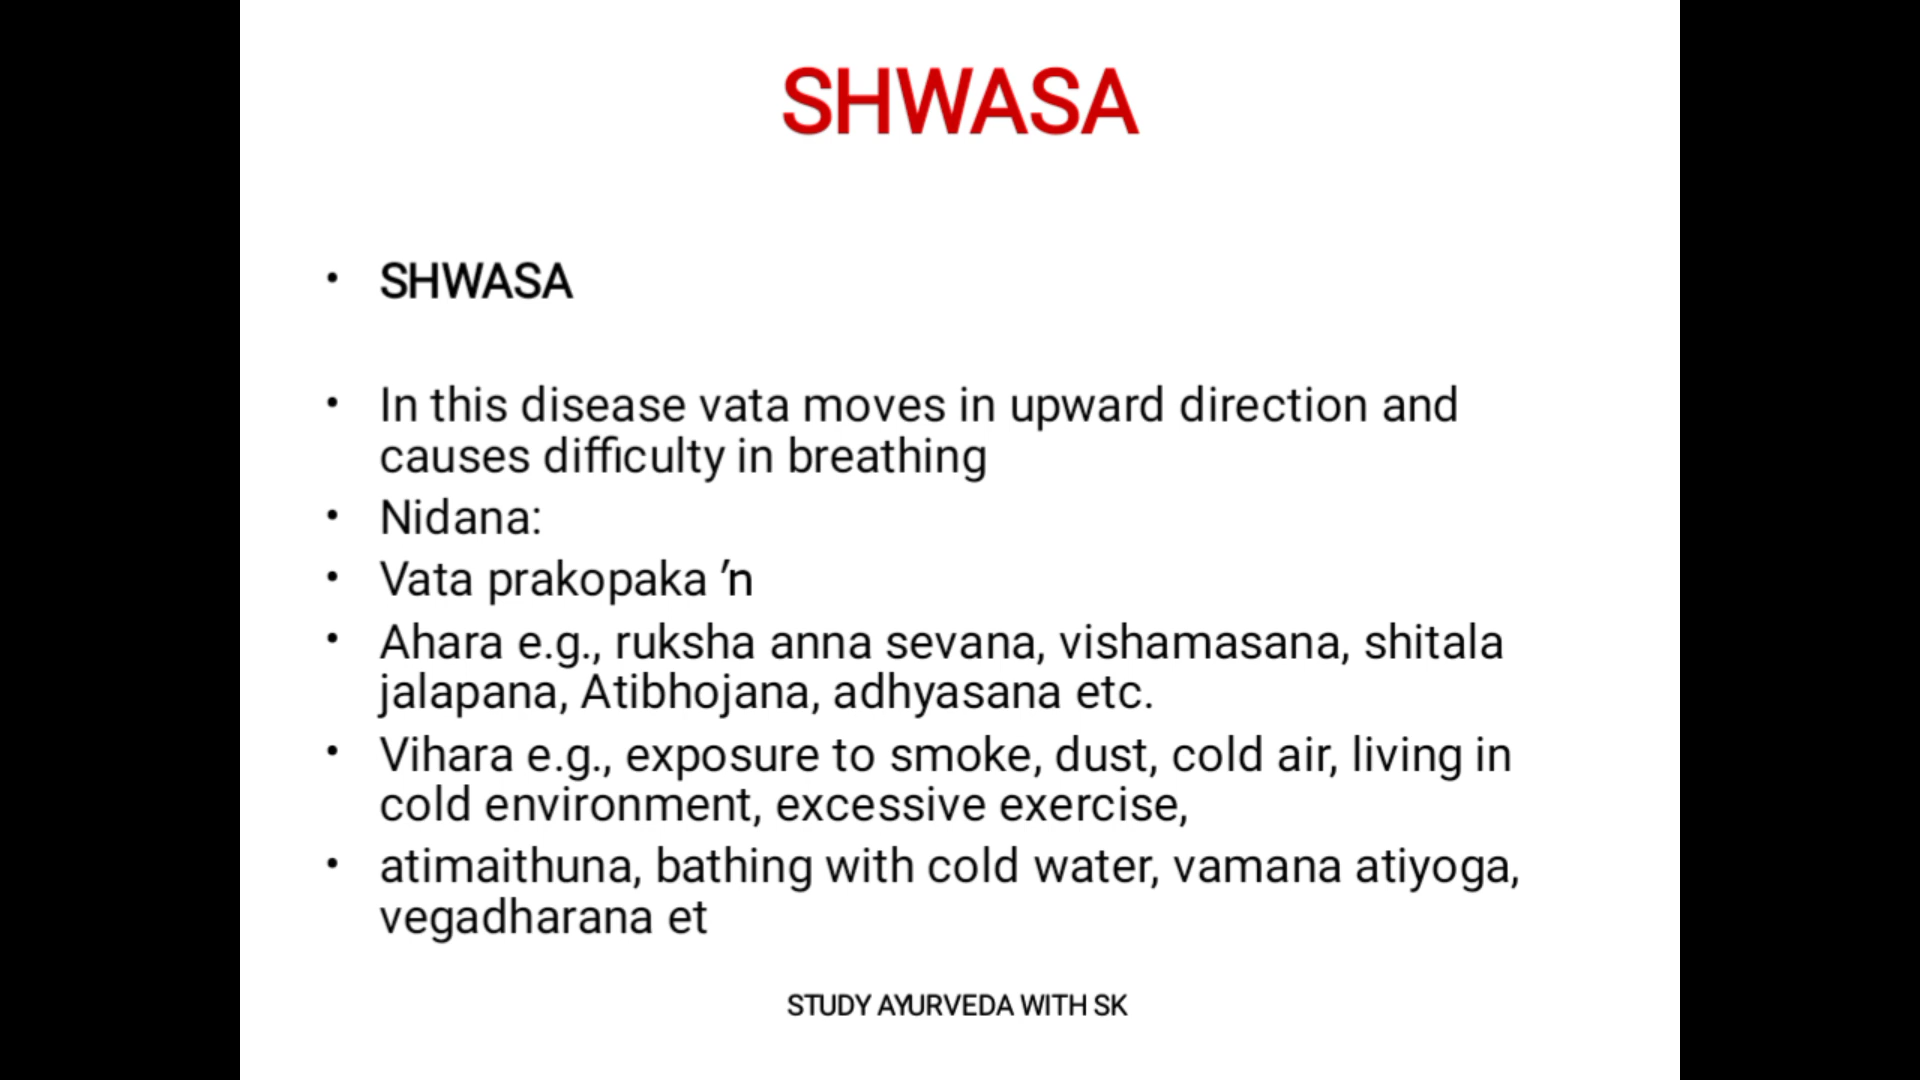 SHWASA
• SHWASA
• In this disease vata moves in upward direction and
causes difficulty in breathing
• Nidana:
• Vata prakopaka ’n
• Ahara e.g., ruksha anna sevana, vishamasana, shitala
jalapana, Atibhojana, adhyasana etc.
• Vihara e.g., exposure to smoke, dust, cold air, living in
cold environment, excessive exercise,
• atimaithuna, bathing with cold water, vamana atiyoga,
vegadharana et
STUDY AYURVEDA WITH SK